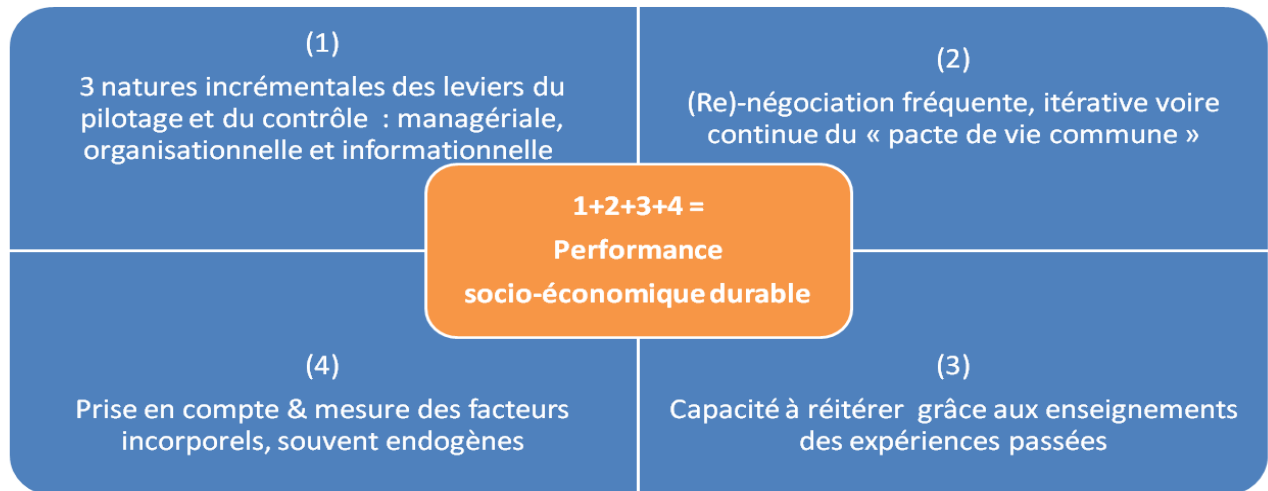 (1)
3 natures incrémentales des leviers du
pilotage et du contrôle : managériale,
organisationnelle et informationnelle
(2)
(Re)-négociation fréquente, itérative voire
continue du « pacte de vie commune »
1+2+3+4 =
Performance
socio-économique durable
(4)
Prise en compte & mesure des facteurs
incorporels, souvent endogènes
(3)
Capacité à réitérer grâce aux enseignements
des expériences passées